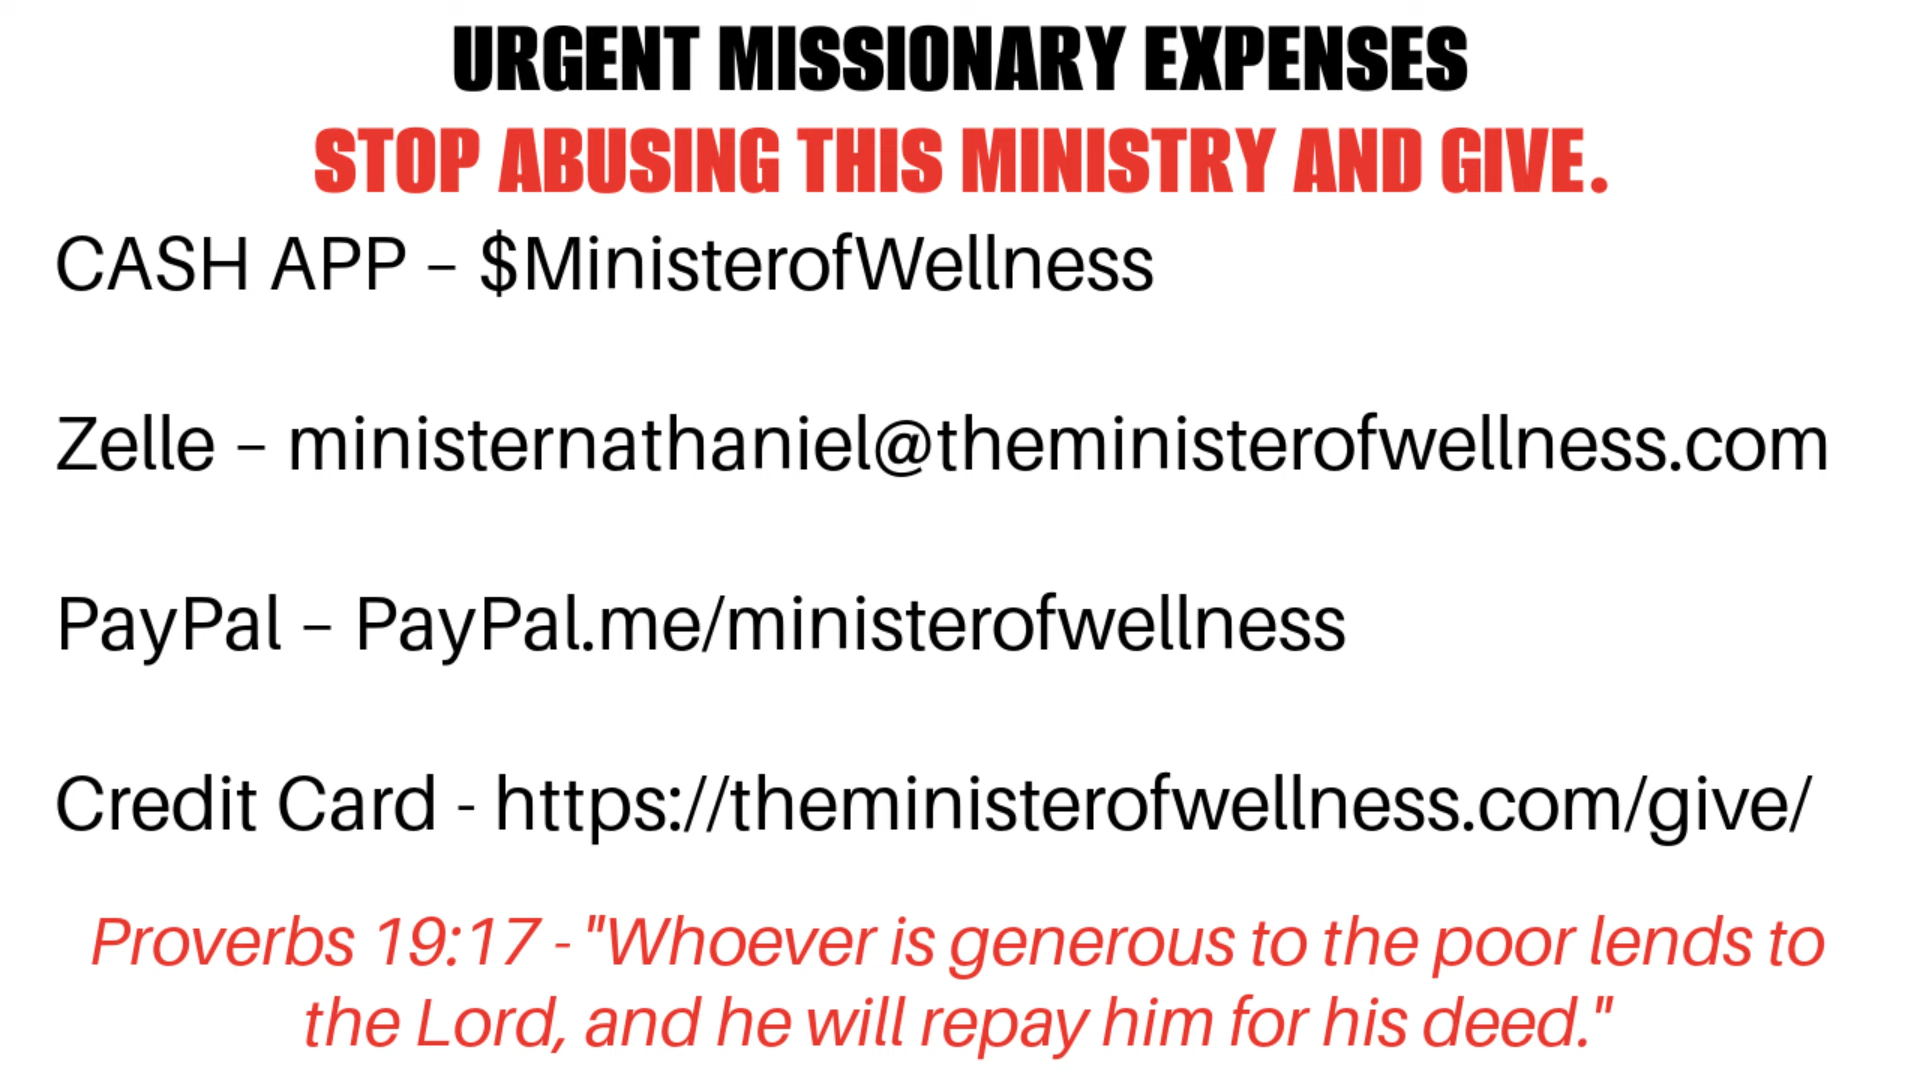 URGENT MISSIONARY EXPENSES
STOP ABUSING THIS MINISTRY AND GIVE.
CASH APP – $MinisterofWellness
Zelle – ministernathaniel@theministerofwellness.com
PayPal – PayPal.me/ministerofwellness
Credit Card - https://theministerofwellness.com/give/
Proverbs 19:17 - "Whoever is generous to the poor lends to
the Lord, and he will repay him for his deed."